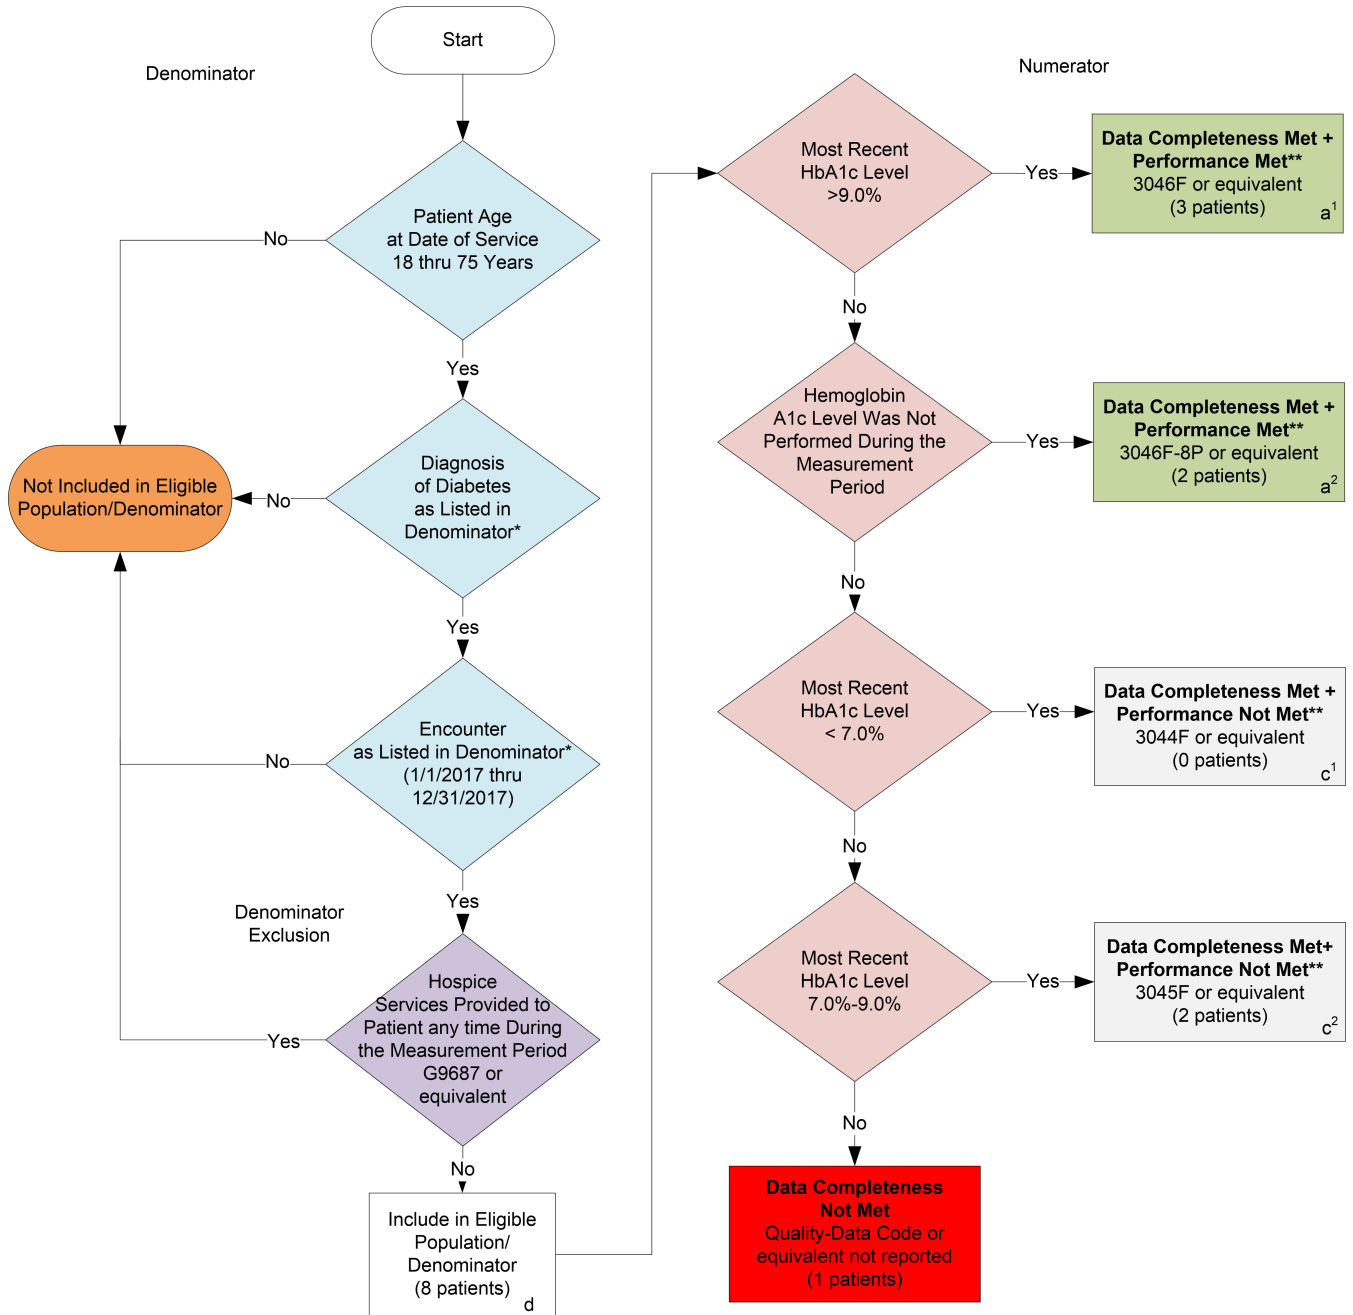 Start
Denominator
Patient Age
at Date of Service
18 thru 75 Years
No
Yes
Not Included in Eligible
Population/Denominator
Diagnosis
of Diabetes
as Listed in
Denominator*
No
Yes
Encounter
as Listed in Denominator*
(1/1/2017 thru
12/31/2017)
No
Yes
Denominator
Exclusion
Hospice
Services Provided to
Patient any time During
the Measurement Period
G9687 or
equivalent
Yes
No
Include in Eligible
Population/
Denominator
(8 patients)
d
Numerator
Most Recent
HbA1c Level
>9.0%
Yes
Data Completeness Met +
Performance Met**
3046F or equivalent
(3 patients)
a¹
No
Hemoglobin
A1c Level Was Not
Performed During the
Measurement
Period
Yes
Data Completeness Met +
Performance Met**
3046F-8P or equivalent
(2 patients)
a²
No
Most Recent
HbA1c Level
< 7.0%
Yes
Data Completeness Met +
Performance Not Met**
3044F or equivalent
(0 patients)
c¹
No
Most Recent
HbA1c Level
7.0%-9.0%
Yes
Data Completeness Met+
Performance Not Met**
3045F or equivalent
(2 patients)
c²
No
Data Completeness
Not Met
Quality-Data Code or
equivalent not reported
(1 patients)